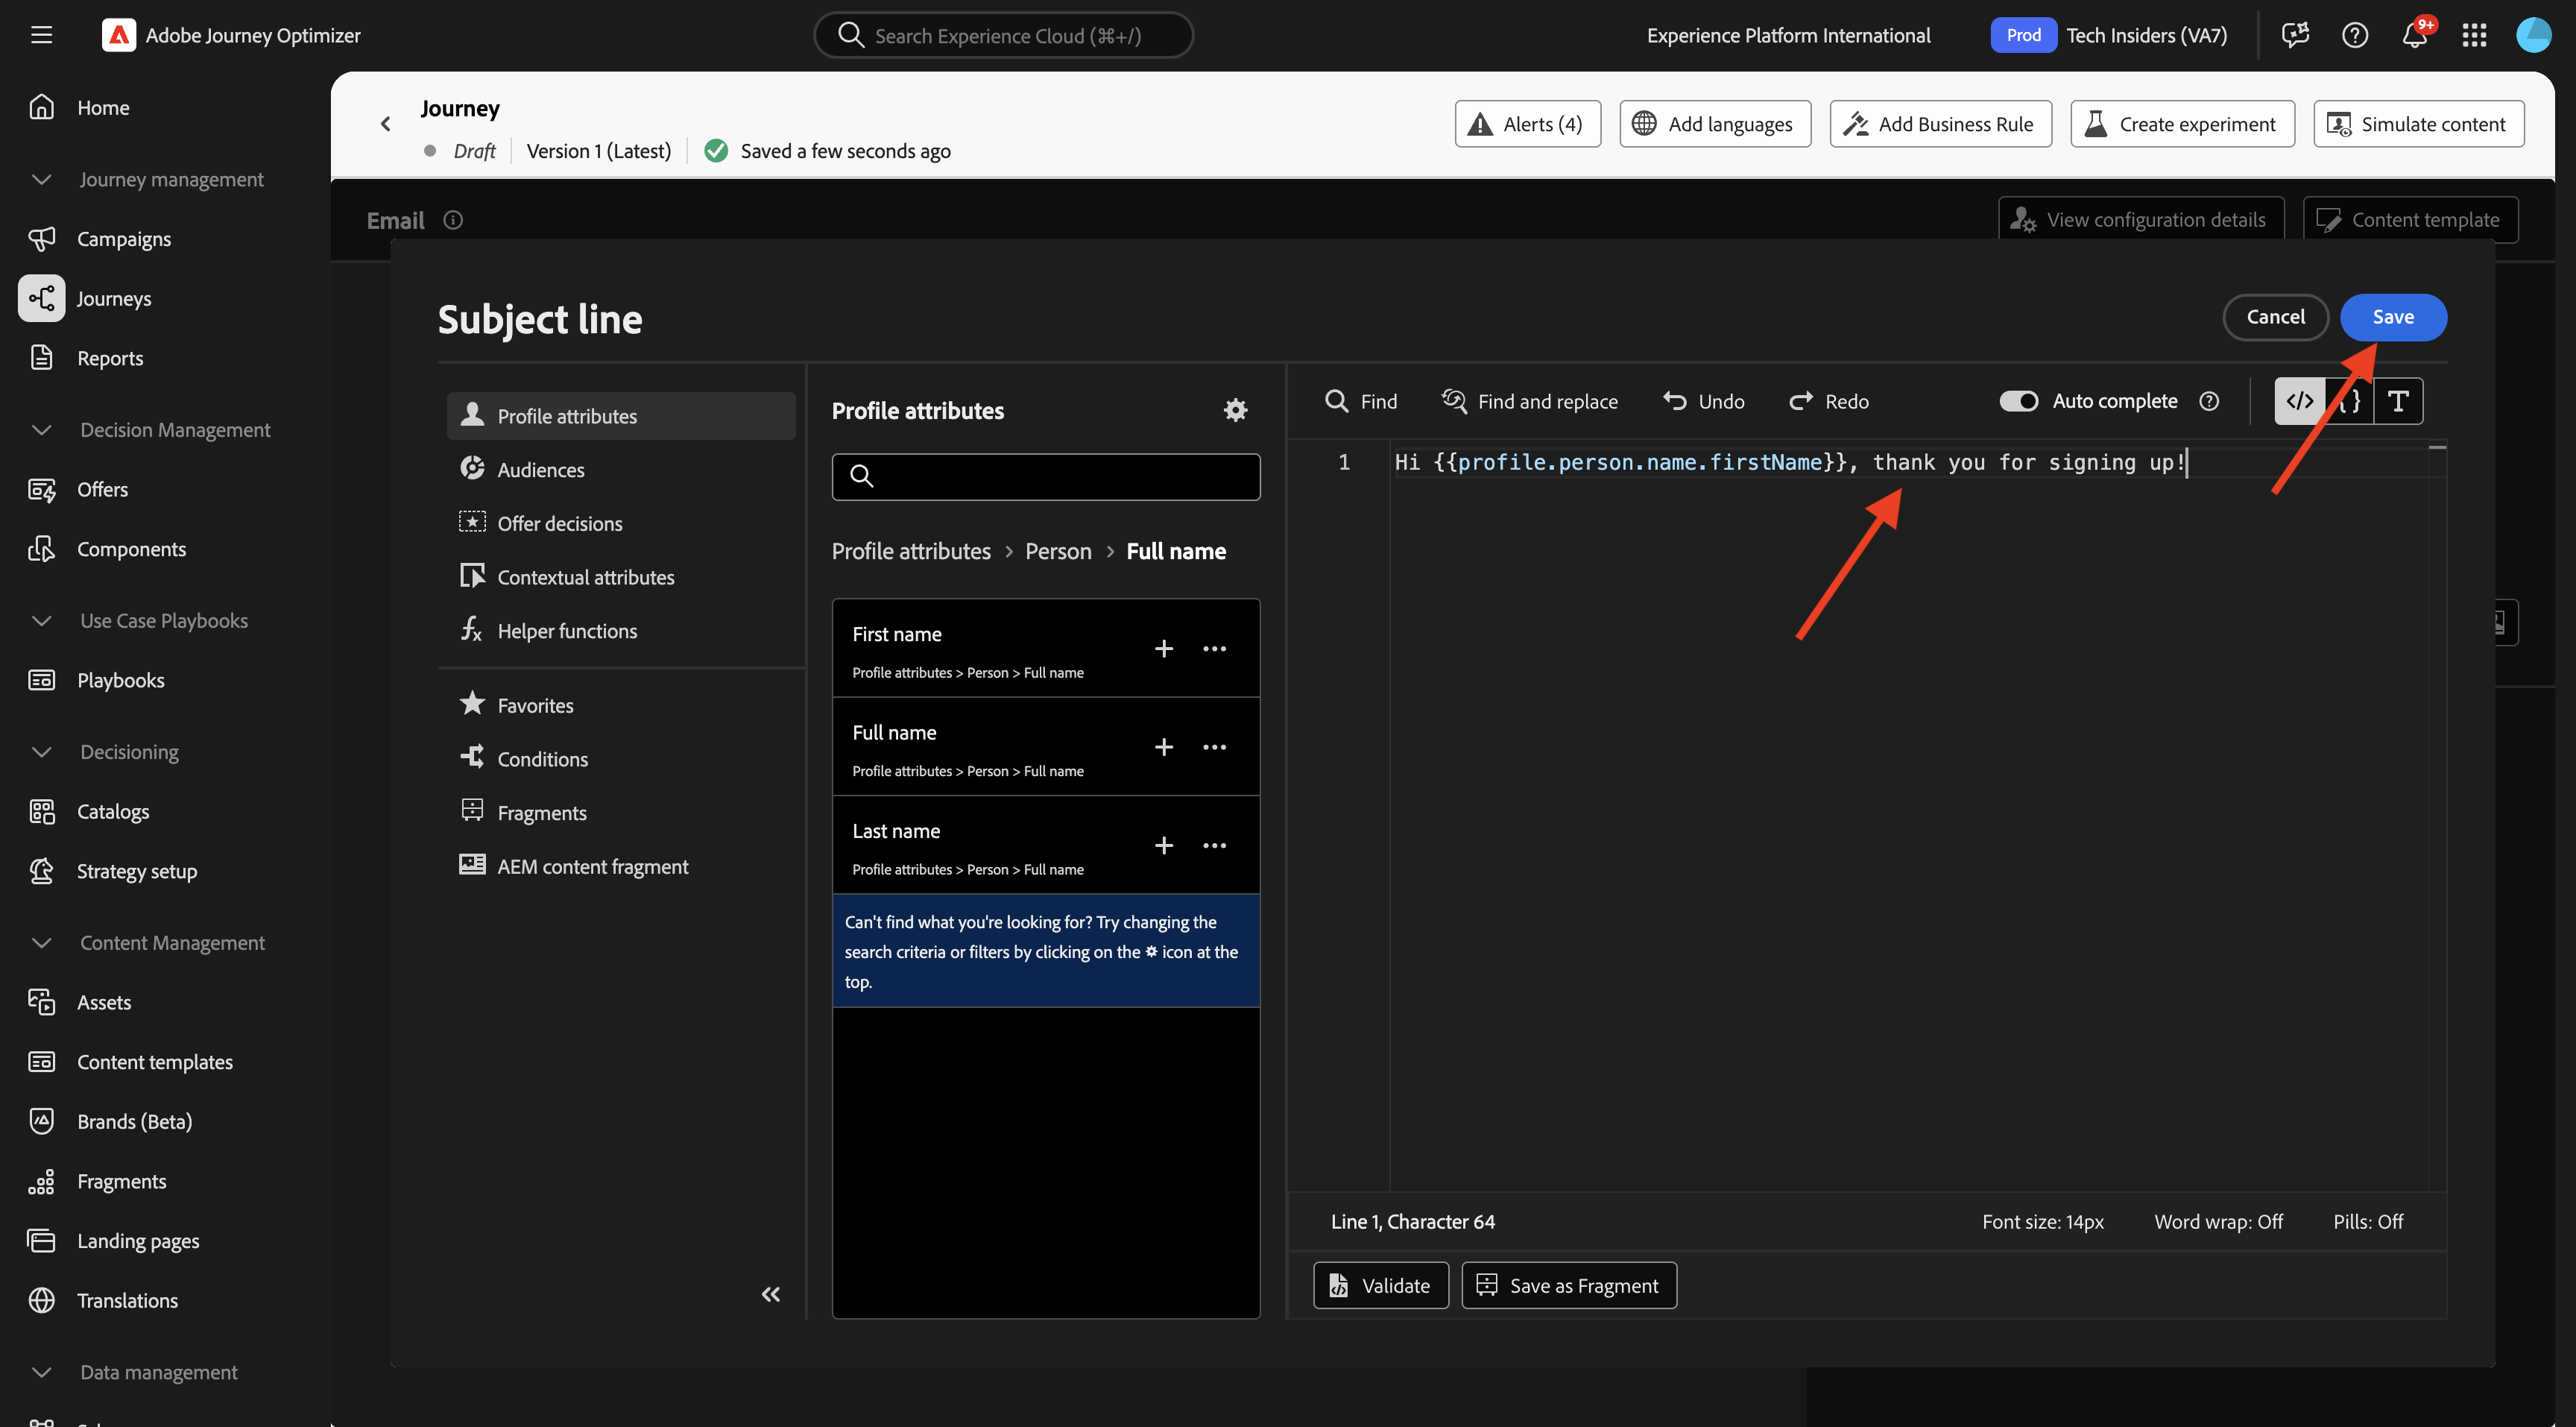 Adobe Journey Optimizer
Search Experience Cloud (⌘+/)
Experience Platform International
Prod
Tech Insiders (VA7)
9+
Home
Journey management
Campaigns
Journeys
Reports
Decision Management
Offers
Components
Use Case Playbooks
Playbooks
Decisioning
Catalogs
Strategy setup
Content Management
Assets
Content templates
Brands (Beta)
Fragments
Landing pages
Translations
Data management
Journey
Draft
Version 1 (Latest)
Saved a few seconds ago
Alerts (4)
Add languages
Add Business Rule
Create experiment
Simulate content
Email
View configuration details
Content template
Subject line
Cancel
Save
Profile attributes
Audiences
Offer decisions
Contextual attributes
Helper functions
Favorites
Conditions
Fragments
AEM content fragment
Profile attributes
Profile attributes > Person > Full name
First name
Profile attributes > Person > Full name
Full name
Profile attributes > Person > Full name
Last name
Profile attributes > Person > Full name
Can't find what you're looking for? Try changing the
search criteria or filters by clicking on the icon at the
top.
Find
Find and replace
Undo
Redo
Auto complete
1
Hi {{profile.person.name.firstName}}, thank you for signing up!
Line 1, Character 64
Font size: 14px
Word wrap: Off
Pills: Off
Validate
Save as Fragment